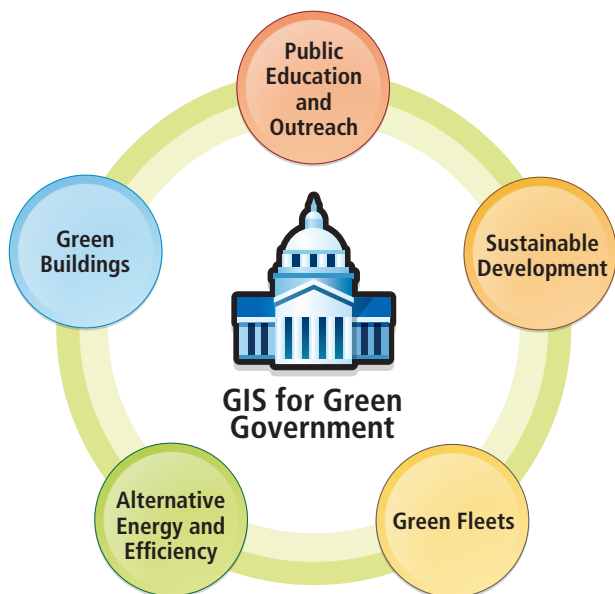 Public
Education
and
Outreach
Green
Buildings
Sustainable
Development
GIS for Green
Government
Alternative
Energy and
Efficiency
Green Fleets